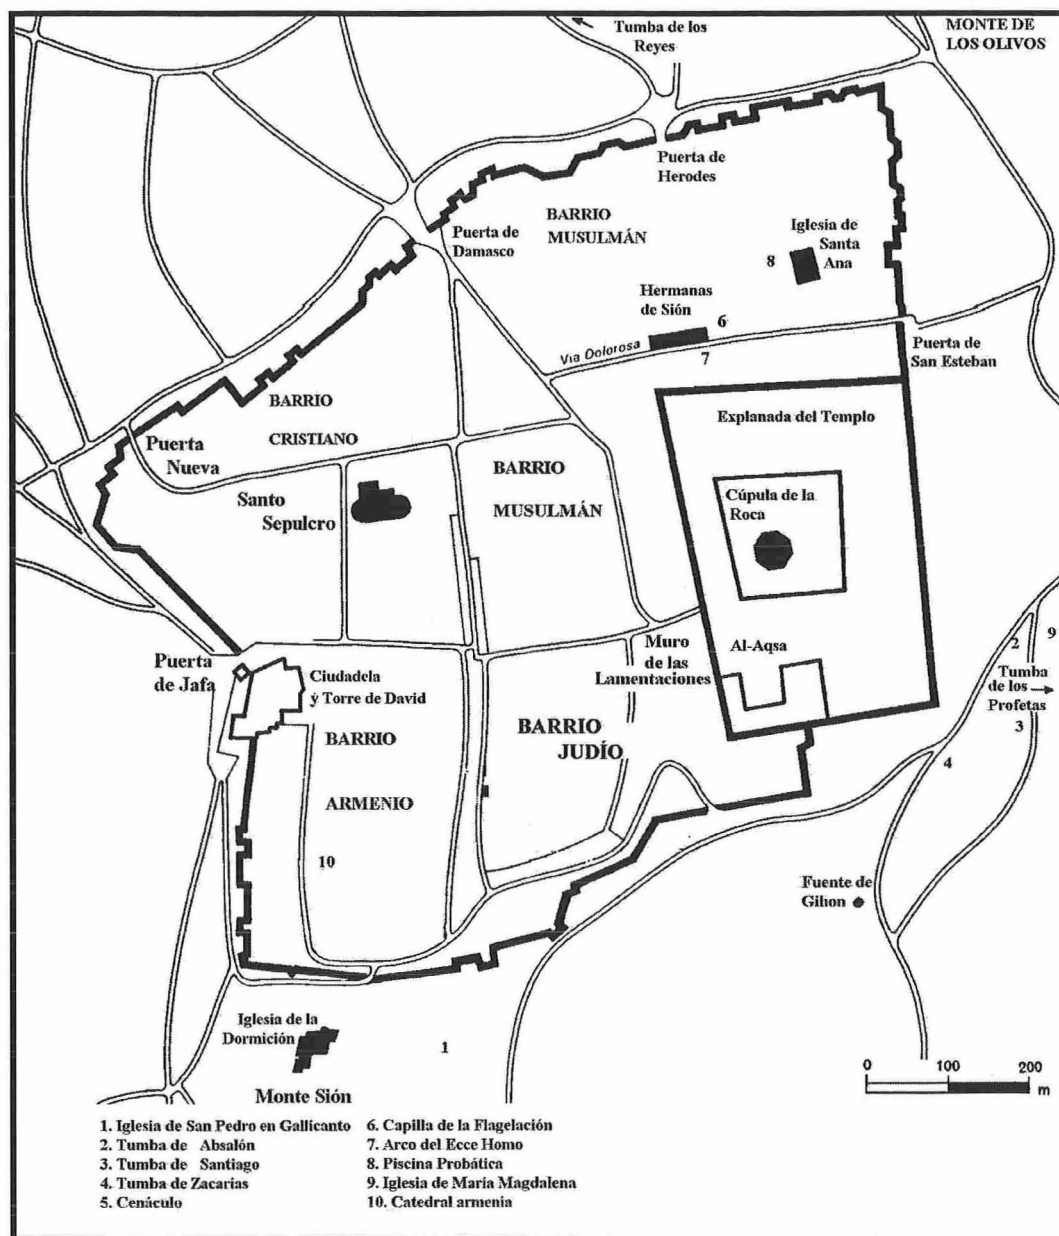 Tumba de los
Reyes
MONTE DE
LOS OLIVOS
Puerta de
Herodes
BARRIO
MUSULMÁN
Puerta de
Damasco
Iglesia de
Santa
Ana
8
Hermanas
de Sión
6
Via Dolorosa
7
Puerta de
San Esteban
BARRIO
CRISTIANO
Explanada del Templo
Puerta
Nueva
BARRIO
MUSULMÁN
Santo
Sepulcro
Cúpula de la
Roca
Muro
de las
Lamentaciones
Al-Aqsa
2
9
Tumba
de los
Profetas
3
4
Puerta
de Jafa
Ciudadela
y Torre de David
BARRIO
ARMENIO
BARRIO
JUDÍO
10
Fuente de
Gihon
Iglesia de la
Dormición
1
Monte Sión
0 100 200
m
1. Iglesia de San Pedro en Gallicanto
2. Tumba de Absalón
3. Tumba de Santiago
4. Tumba de Zacarías
5. Cenáculo
6. Capilla de la Flagelación
7. Arco del Ecce Homo
8. Piscina Probática
9. Iglesia de María Magdalena
10. Catedral armenia